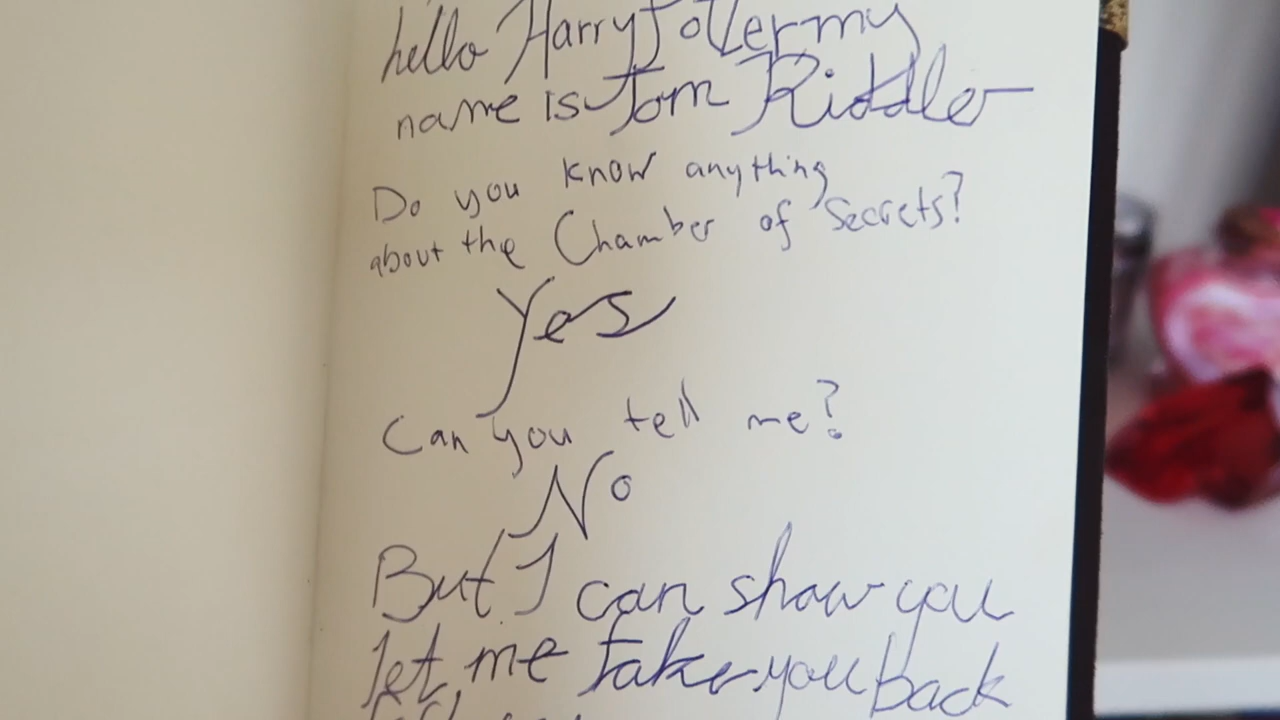 hello Harry Potter my
name is Tom Riddle
Do you know anything
about the Chamber of Secrets?
Yes
Can you tell me?
No
But I can show you
let me take you back